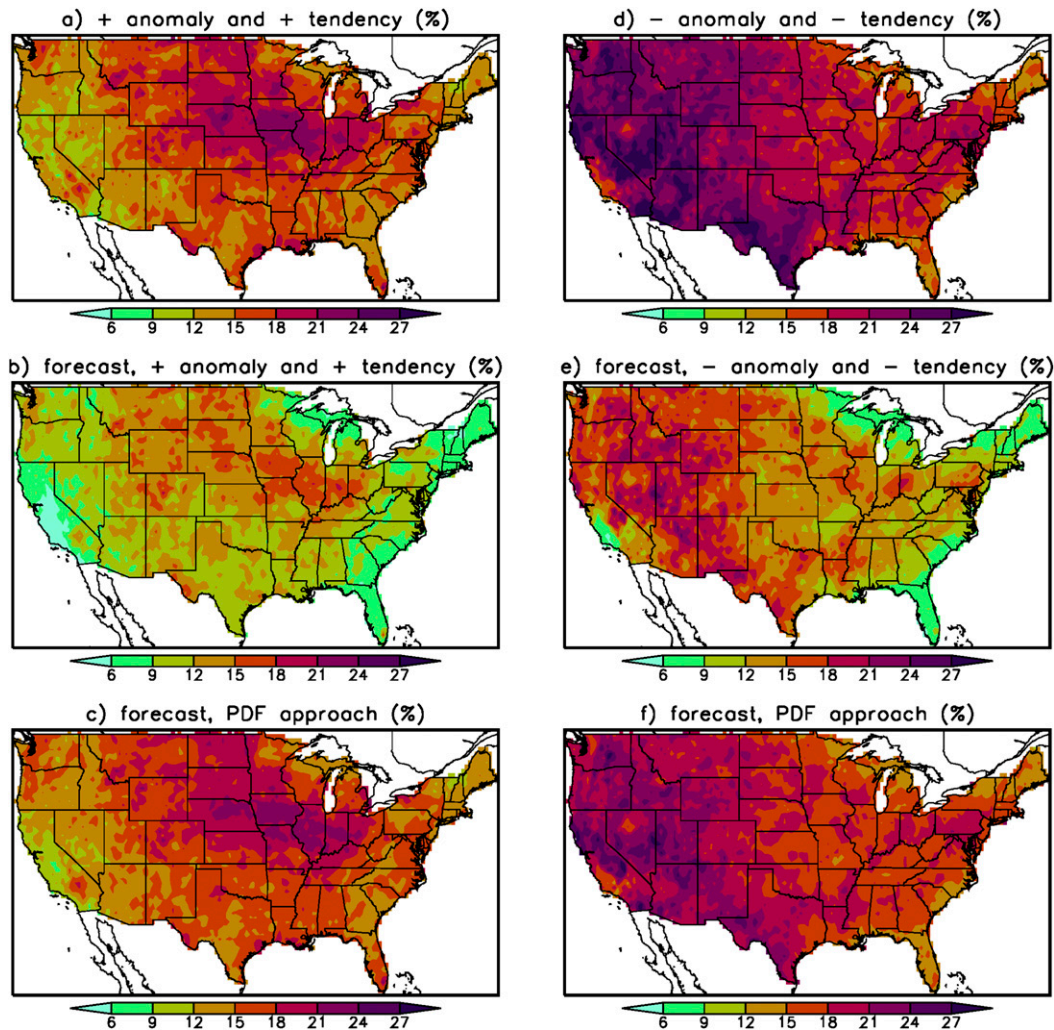 a) + anomaly and + tendency (%)
6 9 12 15 18 21 24 27
b) forecast, + anomaly and + tendency (%)
6 9 12 15 18 21 24 27
c) forecast, PDF approach (%)
6 9 12 15 18 21 24 27
d) − anomaly and − tendency (%)
6 9 12 15 18 21 24 27
e) forecast, − anomaly and − tendency (%)
6 9 12 15 18 21 24 27
f) forecast, PDF approach (%)
6 9 12 15 18 21 24 27